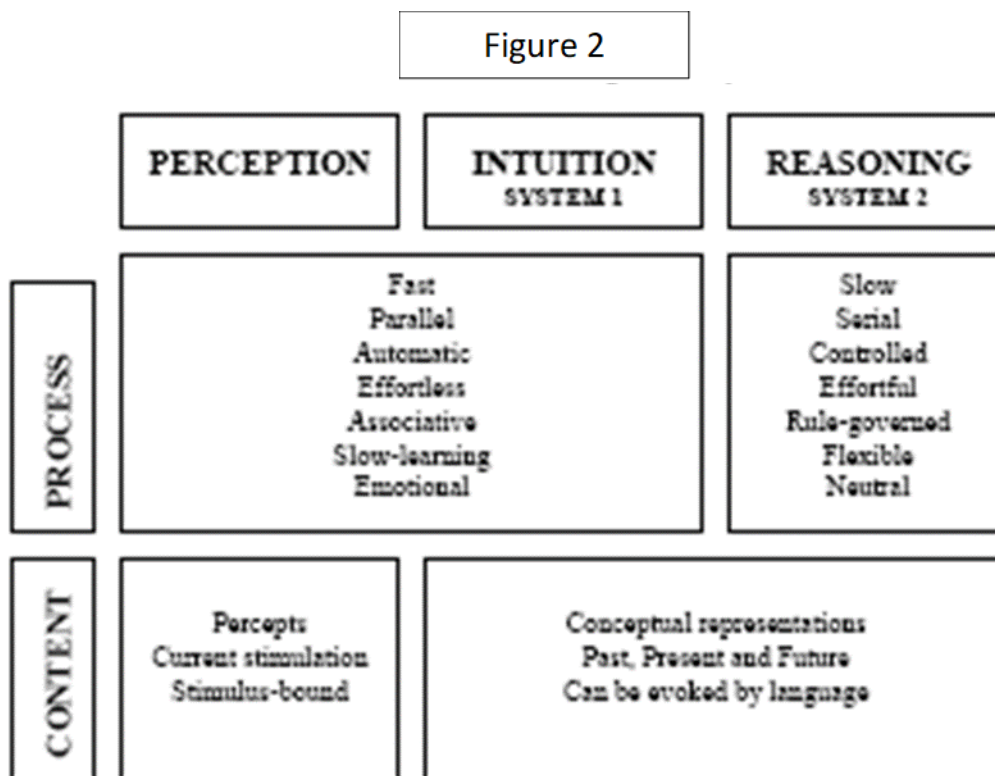 Figure 2
PERCEPTION
INTUITION
SYSTEM 1
REASONING
SYSTEM 2
PROCESS
Fast
Parallel
Automatic
Effortless
Associative
Slow-learning
Emotional
Slow
Serial
Controlled
Effortful
Rule-governed
Flexible
Neutral
CONTENT
Percepts
Current stimulation
Stimulus-bound
Conceptual representations
Past, Present and Future
Can be evoked by language